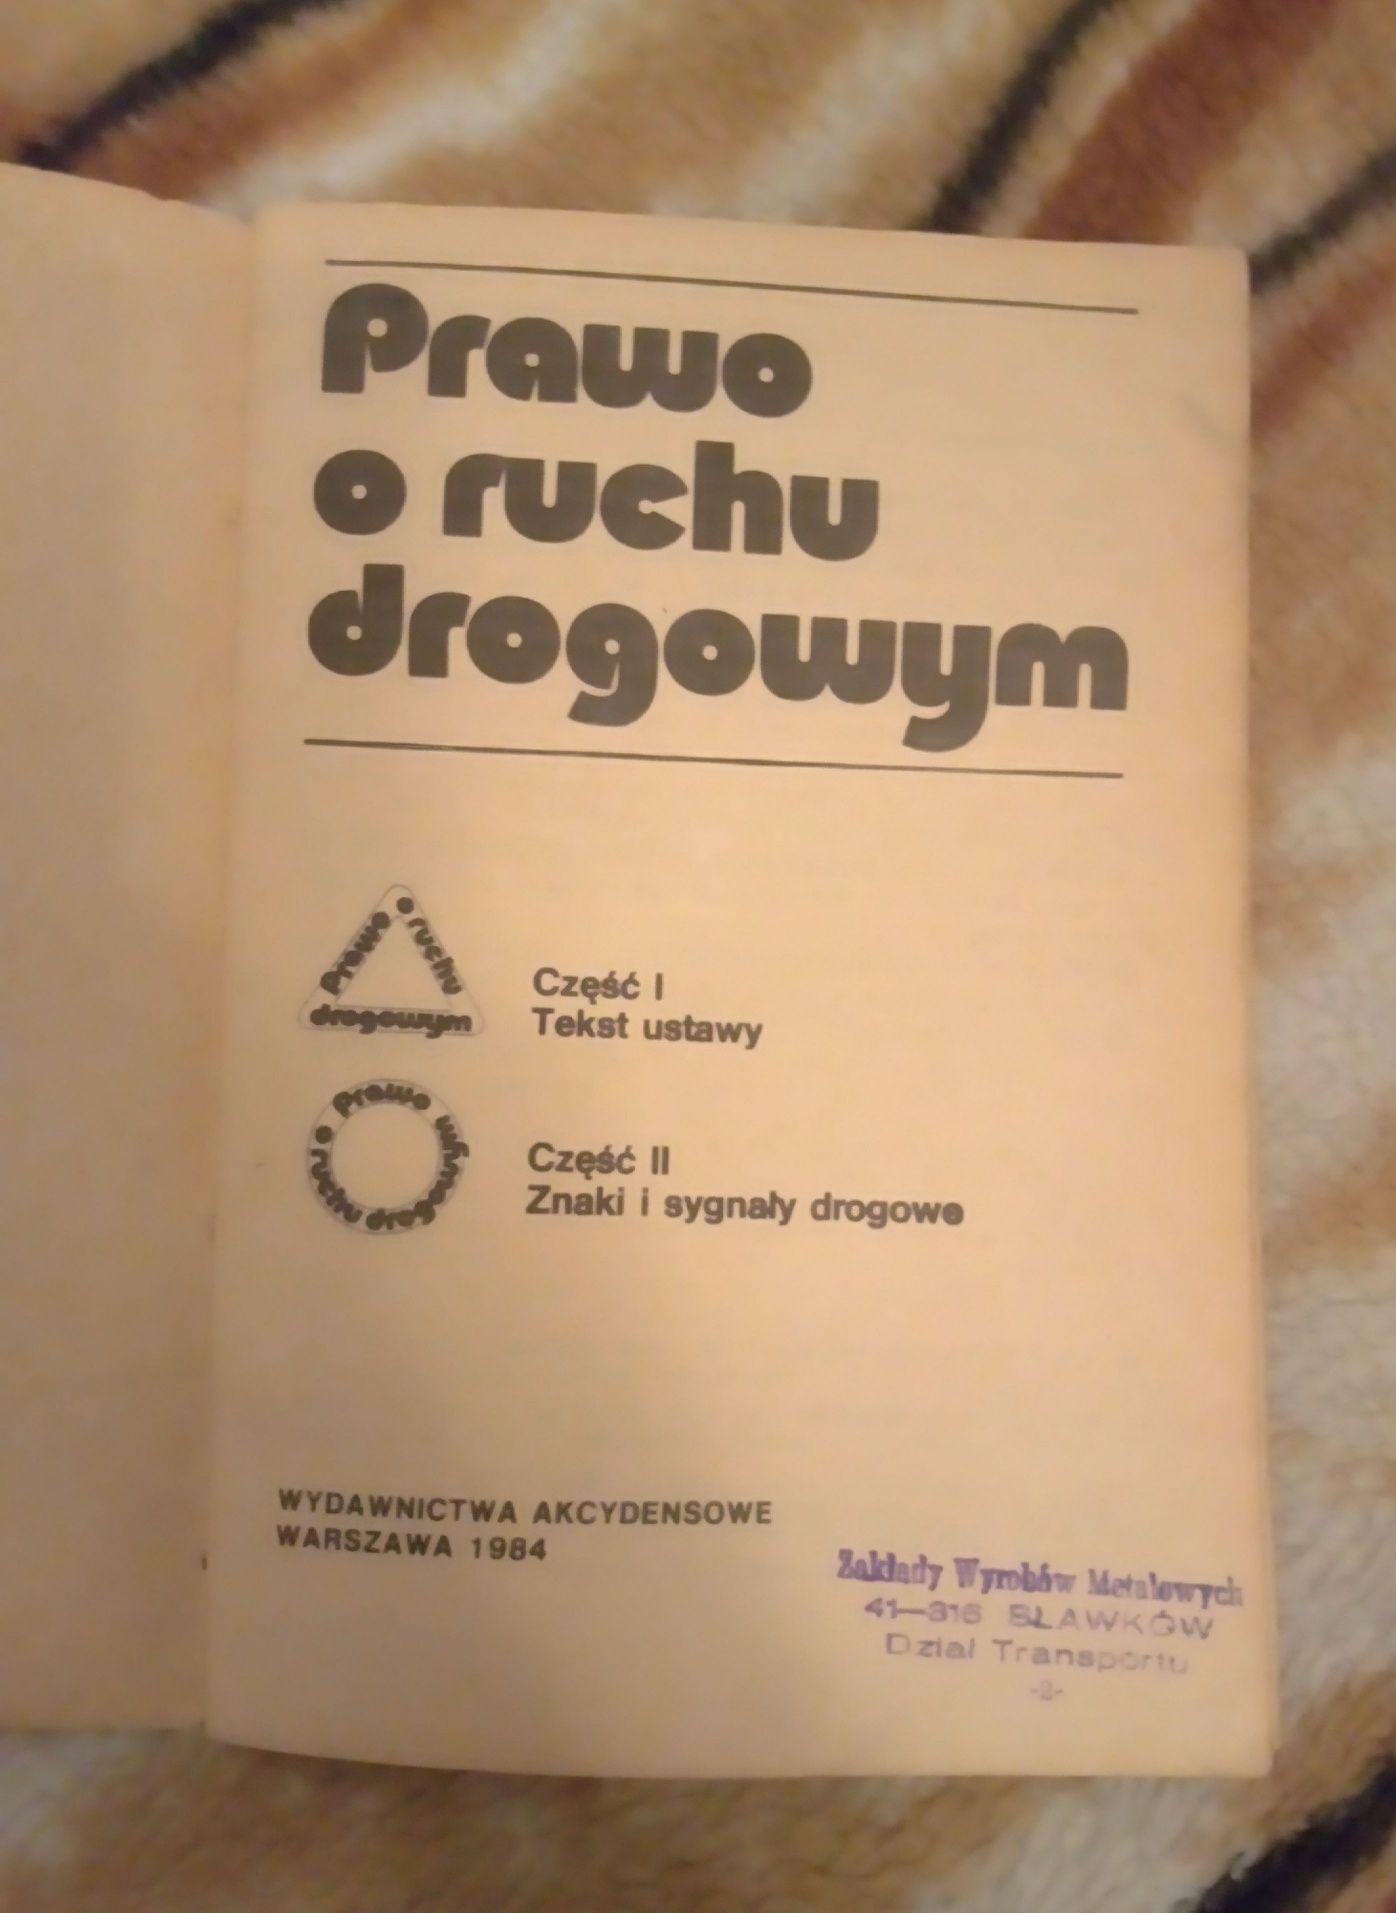 Prawo
o ruchu
drogowym
Prawo o ruchu
drogowym
Część I
Tekst ustawy
Prawo o ruchu drogowym
Część II
Znaki i sygnały drogowe
WYDAWNICTWA AKCYDENSOWE
WARSZAWA 1984
Zakłady Wyrobów Metalowych
41—316 SŁAWKÓW
Dział Transportu
-2-